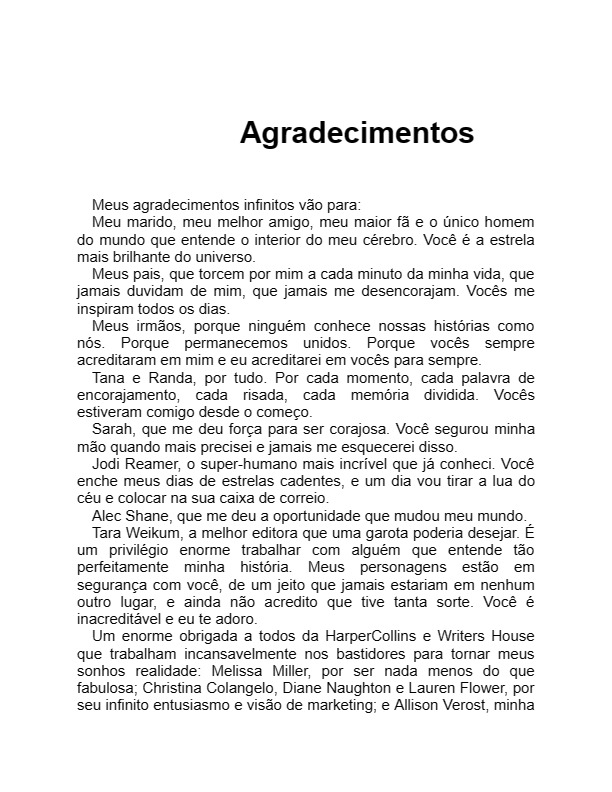 Agradecimentos
Meus agradecimentos infinitos vão para:
Meu marido, meu melhor amigo, meu maior fã e o único homem
do mundo que entende o interior do meu cérebro. Você é a estrela
mais brilhante do universo.
Meus pais, que torcem por mim a cada minuto da minha vida, que
jamais duvidam de mim, que jamais me desencorajam. Vocês me
inspiram todos os dias.
Meus irmãos, porque ninguém conhece nossas histórias como
nós. Porque permanecemos unidos. Porque vocês sempre
acreditaram em mim e eu acreditarei em vocês para sempre.
Tana e Randa, por tudo. Por cada momento, cada palavra de
encorajamento, cada risada, cada memória dividida. Vocês
estiveram comigo desde o começo.
Sarah, que me deu força para ser corajosa. Você segurou minha
mão quando mais precisei e jamais me esquecerei disso.
Jodi Reamer, o super-humano mais incrível que já conheci. Você
enche meus dias de estrelas cadentes, e um dia vou tirar a lua do
céu e colocar na sua caixa de correio.
Alec Shane, que me deu a oportunidade que mudou meu mundo.
Tara Weikum, a melhor editora que uma garota poderia desejar. É
um privilégio enorme trabalhar com alguém que entende tão
perfeitamente minha história. Meus personagens estão em
segurança com você, de um jeito que jamais estariam em nenhum
outro lugar, e ainda não acredito que tive tanta sorte. Você é
inacreditável e eu te adoro.
Um enorme obrigada a todos da HarperCollins e Writers House
que trabalham incansavelmente nos bastidores para tornar meus
sonhos realidade: Melissa Miller, por ser nada menos do que
fabulosa; Christina Colangelo, Diane Naughton e Lauren Flower, por
seu infinito entusiasmo e visão de marketing; e Allison Verost, minha